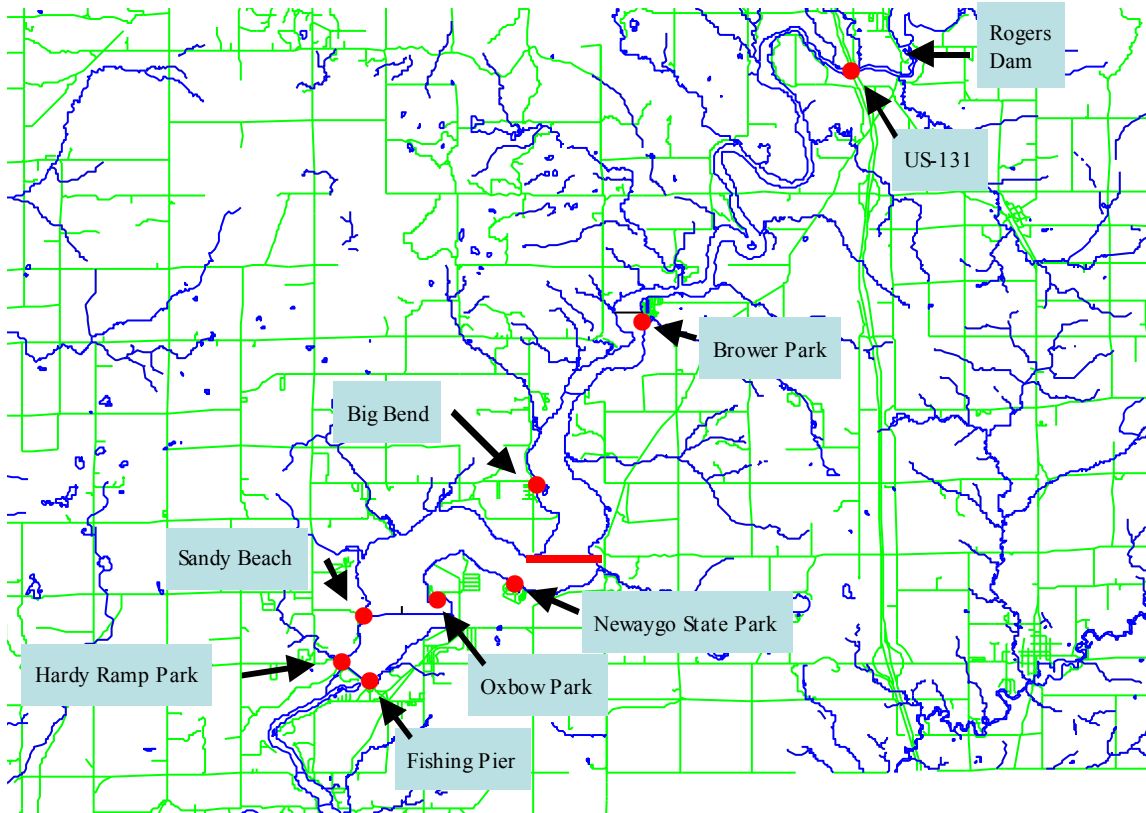 Rogers
Dam
US-131
Brower Park
Big Bend
Sandy Beach
Newaygo State Park
Hardy Ramp Park
Oxbow Park
Fishing Pier